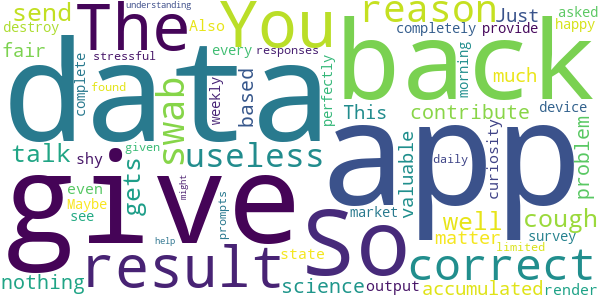 understanding
send The You reason Just asked
destroy Also completely provide happy
fair stressful every responses
data back
complete found swab weekly based perfectly morning much
This contribute device
talk gets useless valuable curiosity problem
shy given might daily
give app
even Maybe So well cough
see prompts market matter survey
nothing result state correct
help science output accumulated render
limited